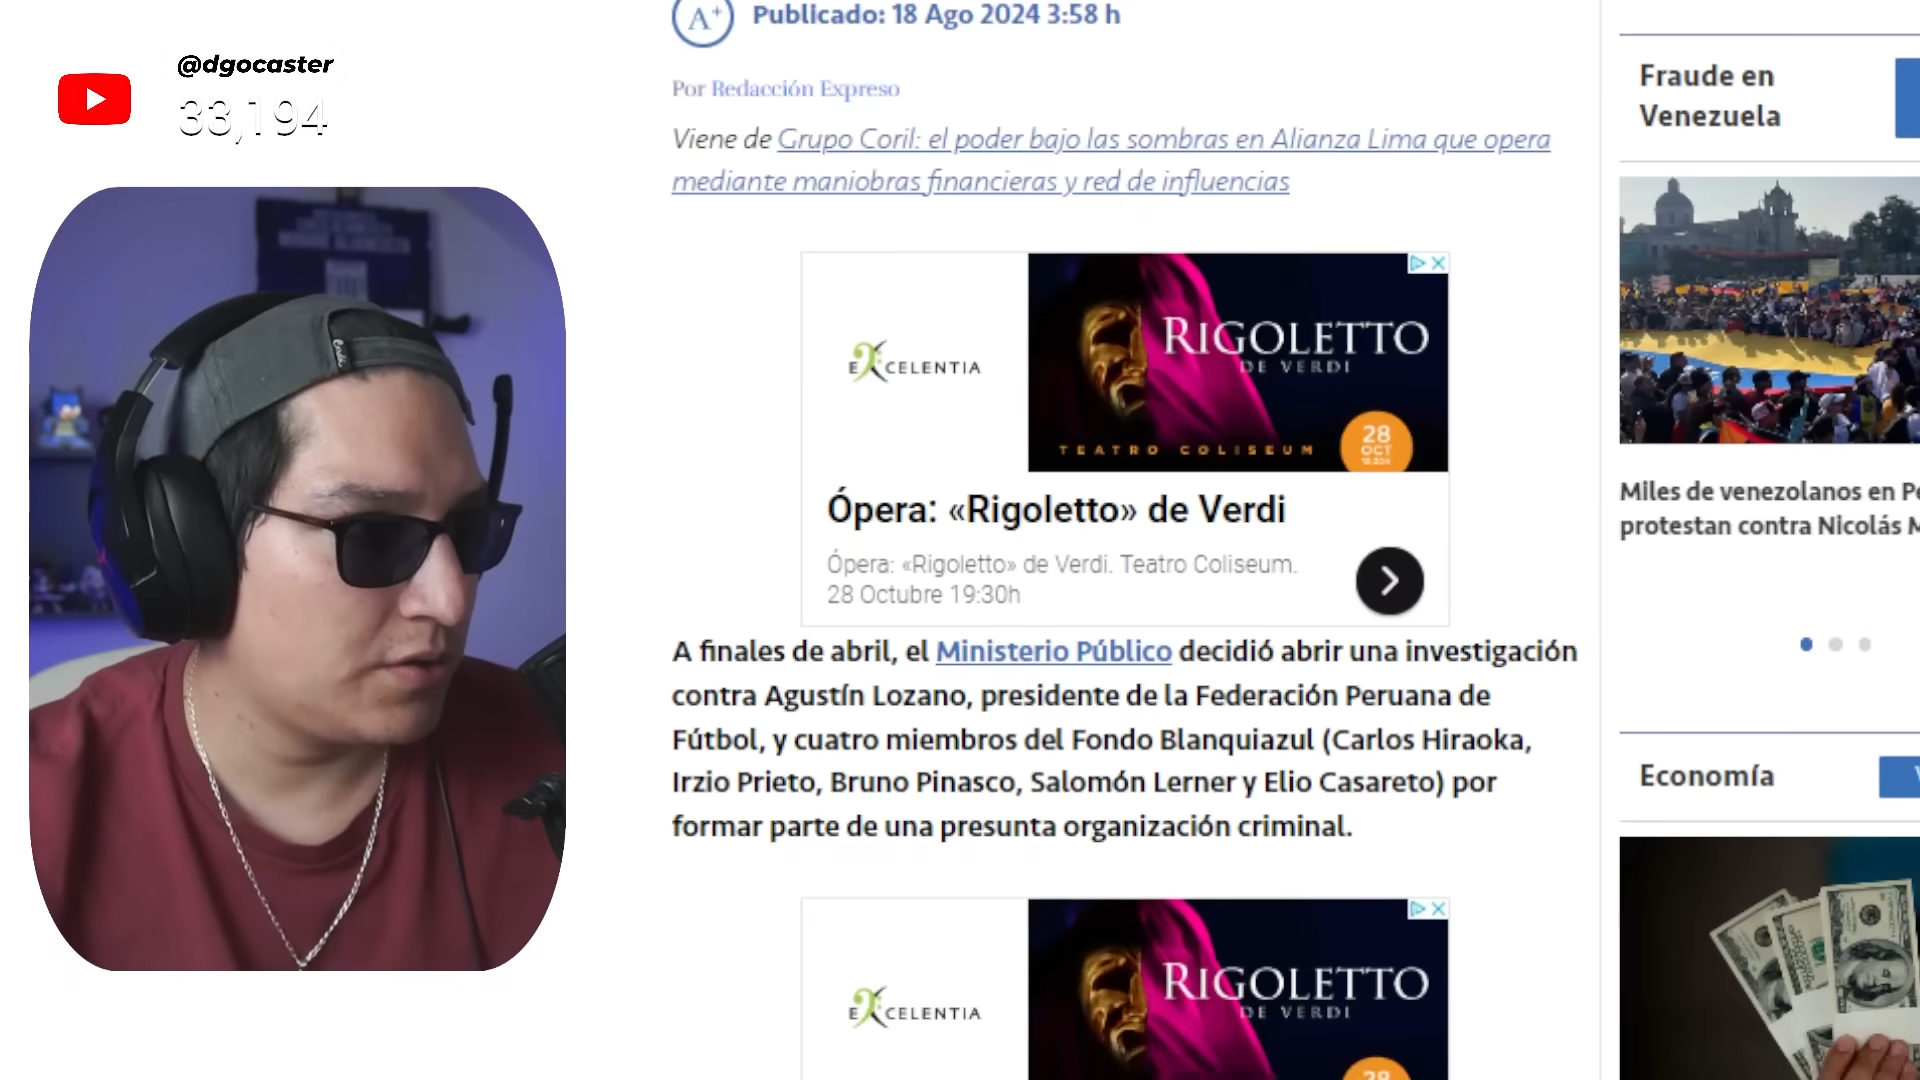 @dgocaster
33,194
A+
Publicado: 18 Ago 2024 3:58 h
Por Redacción Expreso
Viene de Grupo Coril: el poder bajo las sombras en Alianza Lima que opera
mediante maniobras financieras y red de influencias
EXCELENTIA
RIGOLETTO
DE VERDI
TEATRO COLISEUM
28
OCT
Ópera: «Rigoletto» de Verdi
Ópera: «Rigoletto» de Verdi. Teatro Coliseum.
28 Octubre 19:30h
A finales de abril, el Ministerio Público decidió abrir una investigación
contra Agustín Lozano, presidente de la Federación Peruana de
Fútbol, y cuatro miembros del Fondo Blanquiazul (Carlos Hiraoka,
Irzio Prieto, Bruno Pinasco, Salomón Lerner y Elio Casareto) por
formar parte de una presunta organización criminal.
EXCELENTIA
RIGOLETTO
DE VERDI
28
Fraude en
Venezuela
Miles de venezolanos en
protestan contra Nicolás
Economía